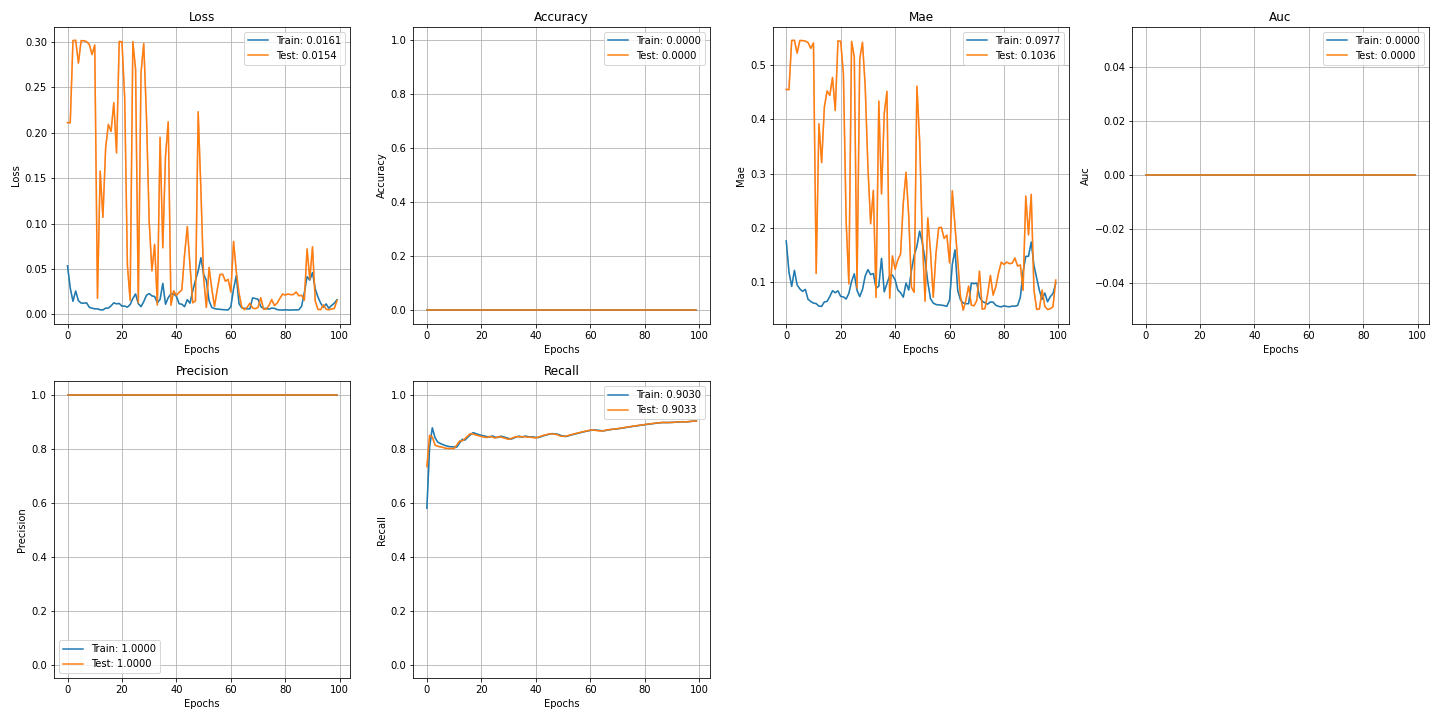 Loss
Train: 0.0161
Test: 0.0154
0.30
0.25
0.20
0.15
0.10
0.05
0.00
Loss
0 20 40 60 80 100
Epochs
Accuracy
Train: 0.0000
Test: 0.0000
1.0
0.8
0.6
0.4
0.2
0.0
Accuracy
0 20 40 60 80 100
Epochs
Mae
Train: 0.0977
Test: 0.1036
0.5
0.4
0.3
0.2
0.1
Mae
0 20 40 60 80 100
Epochs
Auc
Train: 0.0000
Test: 0.0000
0.04
0.02
0.00
−0.02
−0.04
Auc
0 20 40 60 80 100
Epochs
Precision
1.0
0.8
0.6
0.4
0.2
0.0
Precision
Train: 1.0000
Test: 1.0000
0 20 40 60 80 100
Epochs
Recall
Train: 0.9030
Test: 0.9033
1.0
0.8
0.6
0.4
0.2
0.0
Recall
0 20 40 60 80 100
Epochs